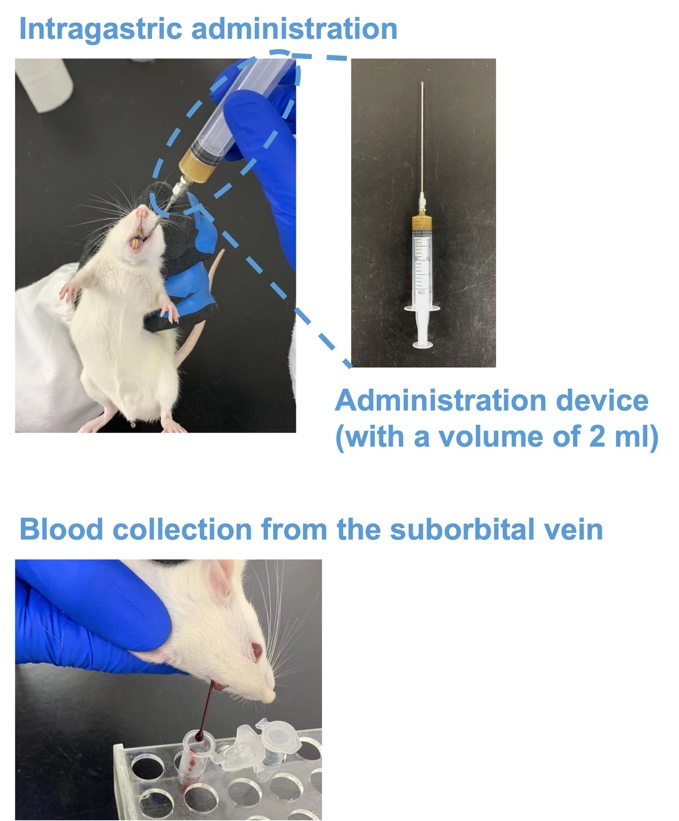 Intragastric administration
Administration device
(with a volume of 2 ml)
Blood collection from the suborbital vein